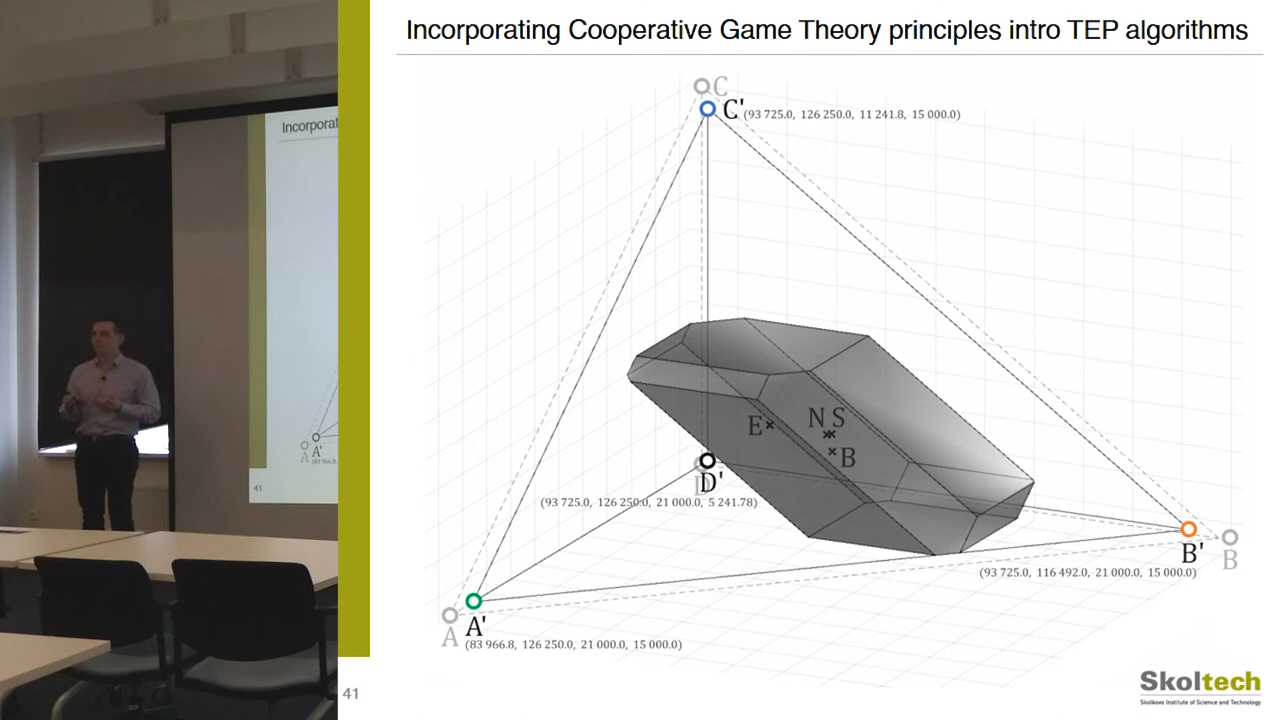 Incorporating Cooperative Game Theory principles intro TEP algorithms
C
C' (93 725.0, 126 250.0, 11 241.8, 15 000.0)
Incorporat
N S
E
B
D'
D
(93 725.0, 126 250.0, 21 000.0, 5 241.78)
A A'
41
B'
B
(93 725.0, 116 492.0, 21 000.0, 15 000.0)
A
A'
(83 966.8, 126 250.0, 21 000.0, 15 000.0)
41
Skoltech
Skolkovo Institute of Science and Technology